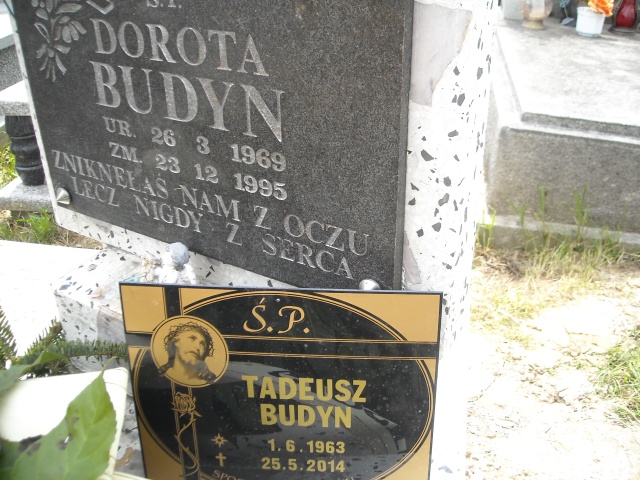 Ś.P.
DOROTA
BUDYN
UR. 26 3 1969
ZM. 23 12 1995
ZNIKNĘŁAŚ NAM Z OCZU
LECZ NIGDY Z SERCA
Ś.P.
TADEUSZ
BUDYN
1.6.1963
25.5.2014